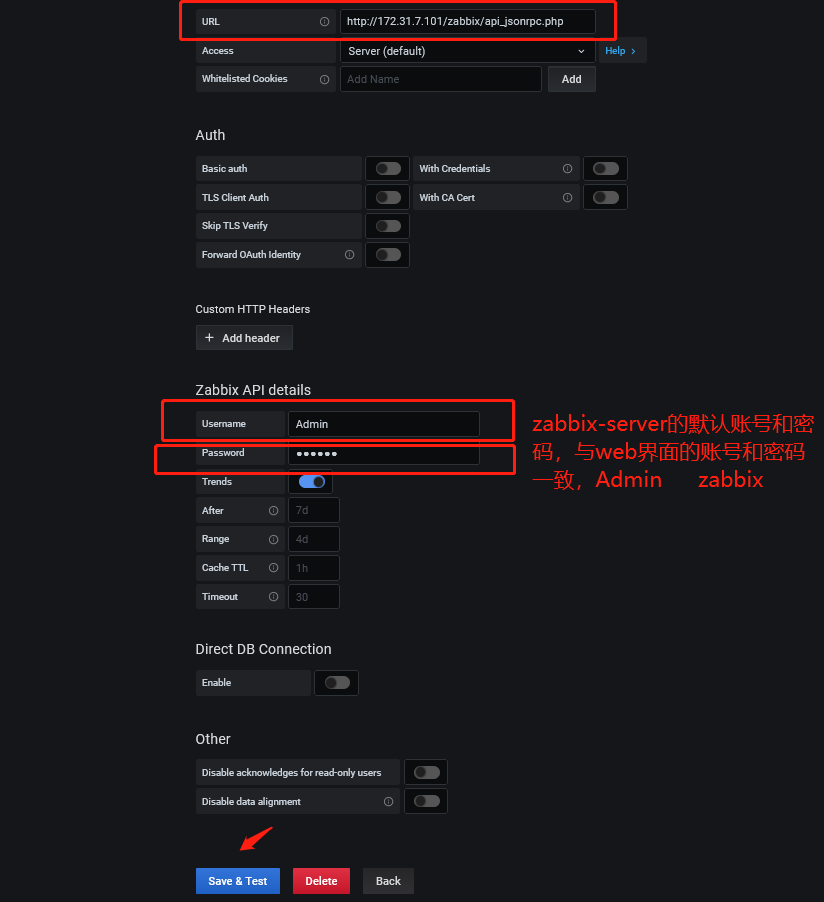 URL http://172.31.7.101/zabbix/api_jsonrpc.php
Access Server (default) Help >
Whitelisted Cookies Add Name Add
Auth
Basic auth With Credentials
TLS Client Auth With CA Cert
Skip TLS Verify
Forward OAuth Identity
Custom HTTP Headers
+ Add header
Zabbix API details
Username Admin
Password ••••••
Trends
After 7d
Range 4d
Cache TTL 1h
Timeout 30
zabbix-server的默认账号和密
码，与web界面的账号和密码
一致，Admin zabbix
Direct DB Connection
Enable
Other
Disable acknowledges for read-only users
Disable data alignment
Save & Test Delete Back